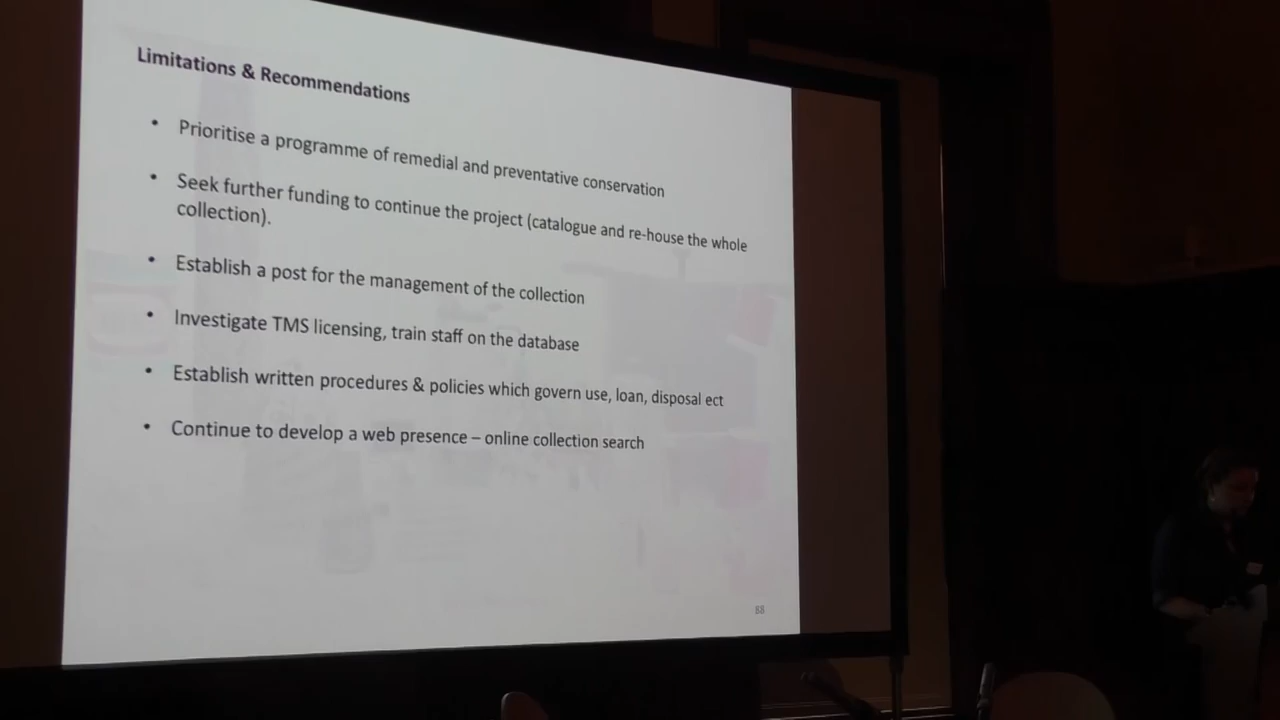 Limitations & Recommendations
• Prioritise a programme of remedial and preventative conservation
• Seek further funding to continue the project (catalogue and re-house the whole
collection).
• Establish a post for the management of the collection
• Investigate TMS licensing, train staff on the database
• Establish written procedures & policies which govern use, loan, disposal ect
• Continue to develop a web presence – online collection search
88